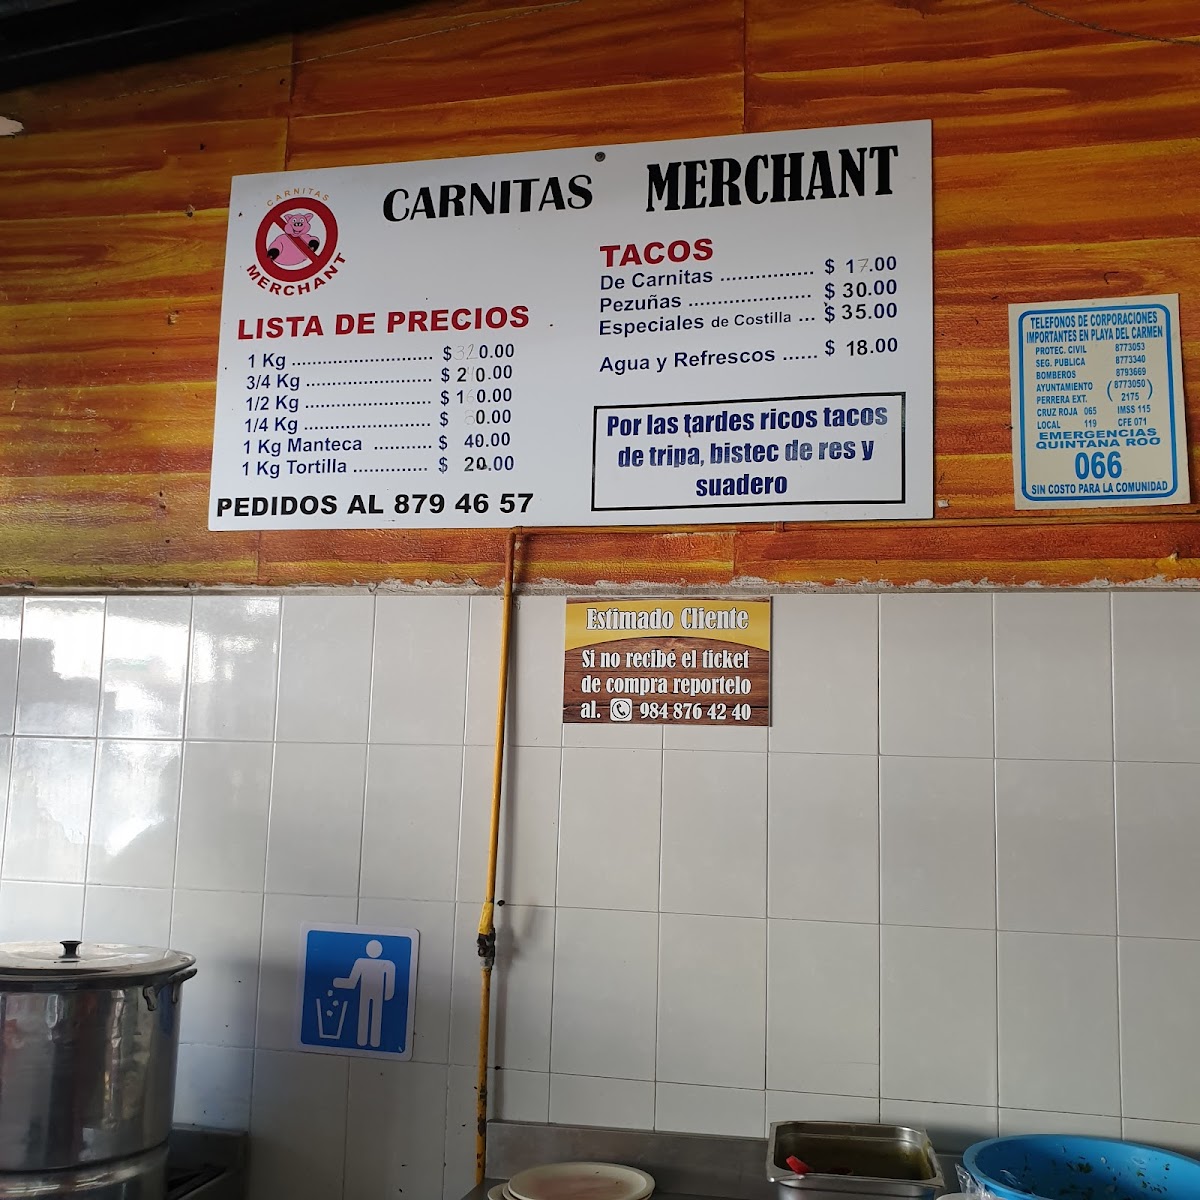 CARNITAS MERCHANT
CARNITAS
MERCHANT
LISTA DE PRECIOS
1 Kg ........................ $320.00
3/4 Kg ...................... $240.00
1/2 Kg ...................... $160.00
1/4 Kg ...................... $ 80.00
1 Kg Manteca .......... $ 40.00
1 Kg Tortilla ............. $ 20.00
PEDIDOS AL 879 46 57
TACOS
De Carnitas ................ $ 17.00
Pezuñas ..................... $ 30.00
Especiales de Costilla ... $ 35.00
Agua y Refrescos ...... $ 18.00
Por las tardes ricos tacos
de tripa, bistec de res y
suadero
TELEFONOS DE CORPORACIONES
IMPORTANTES EN PLAYA DEL CARMEN
PROTEC. CIVIL 8773053
SEG. PUBLICA 8773340
BOMBEROS 8793669
AYUNTAMIENTO (8773050)
PERRERA EXT. 2175
CRUZ ROJA 065 IMSS 115
LOCAL 119 CFE 071
EMERGENCIAS
QUINTANA ROO
066
SIN COSTO PARA LA COMUNIDAD
Estimado Cliente
Si no recibe el ticket
de compra reportelo
al. 984 876 42 40